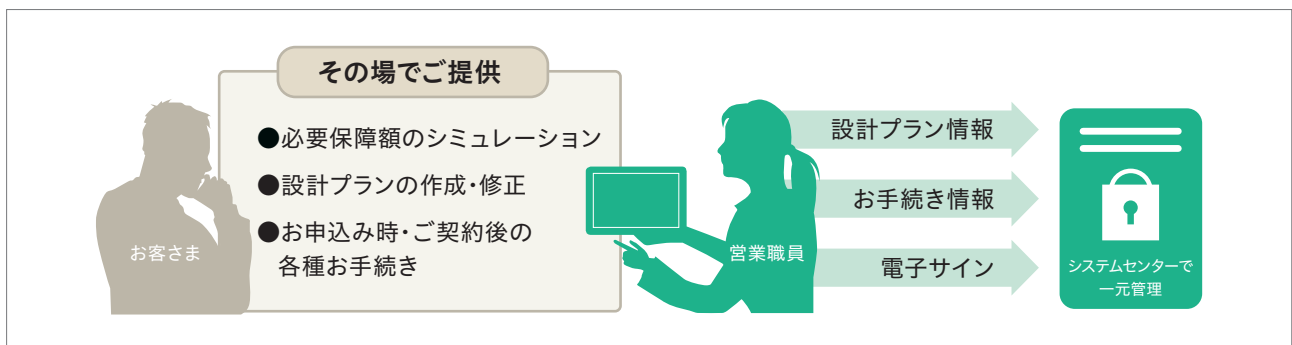 その場でご提供
●必要保障額のシミュレーション
●設計プランの作成・修正
●お申込み時・ご契約後の
各種お手続き
お客さま
営業職員
設計プラン情報
お手続き情報
電子サイン
システムセンターで
一元管理